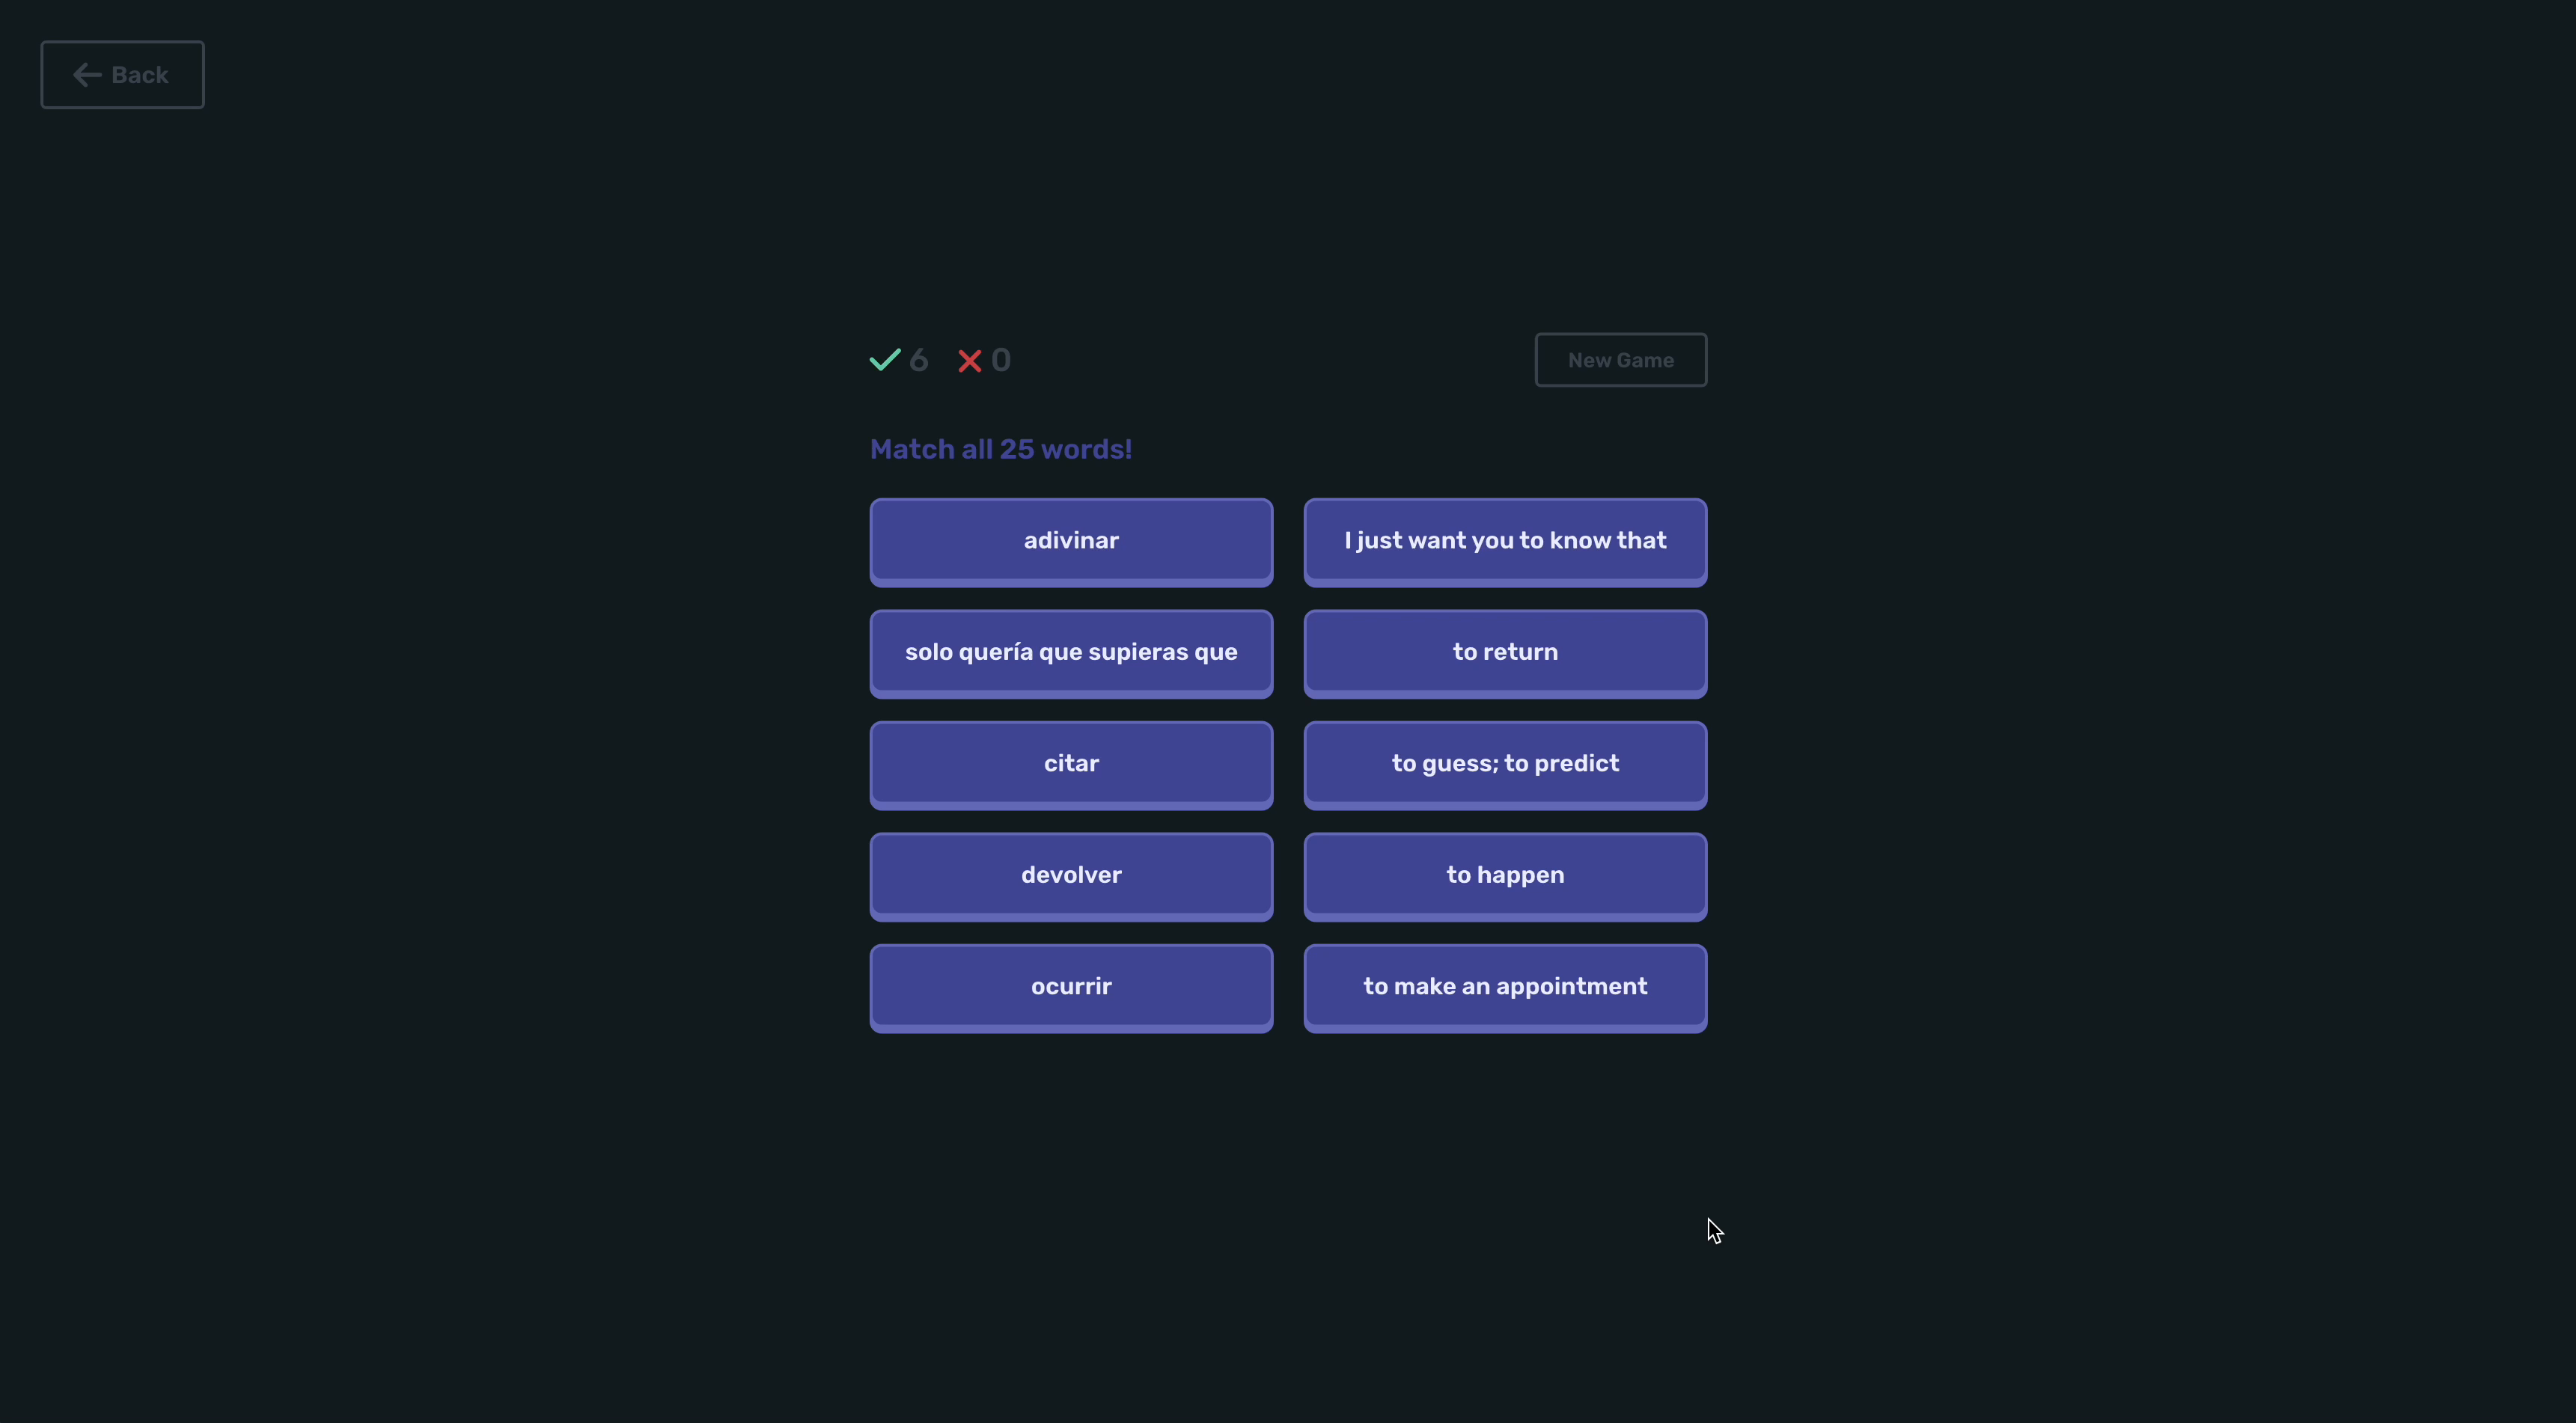 Back
6 0 New Game
Match all 25 words!
adivinar I just want you to know that
solo quería que supieras que to return
citar to guess; to predict
devolver to happen
ocurrir to make an appointment